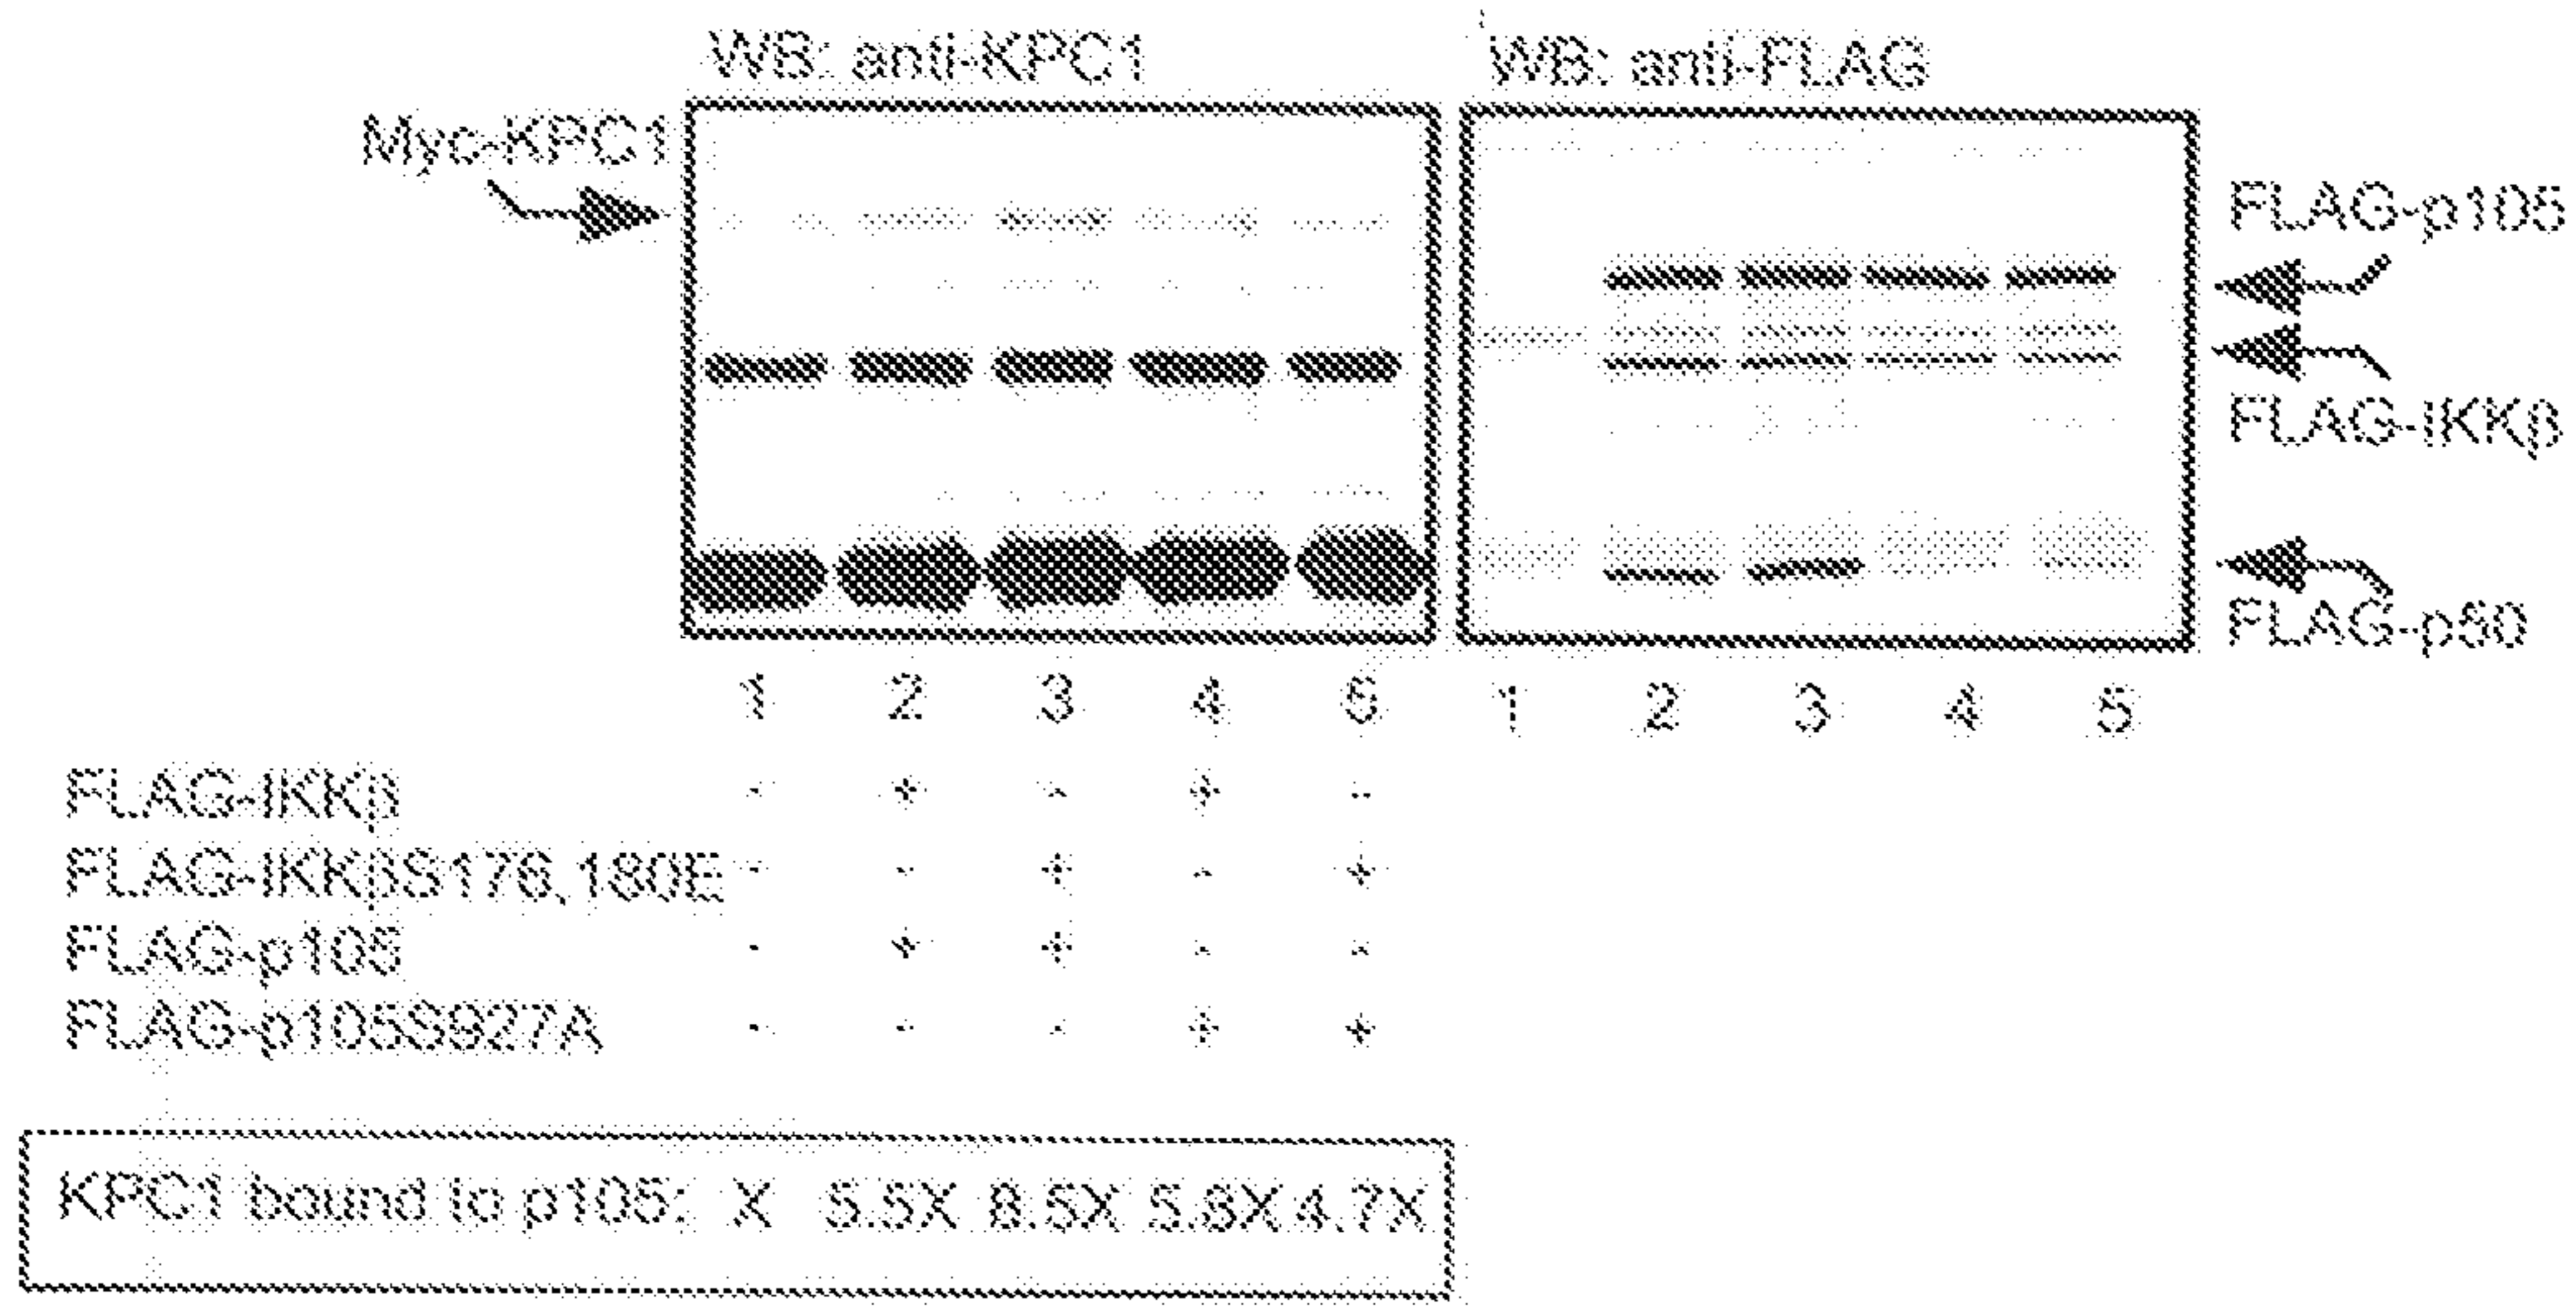 WB: anti-KPC1
WB: anti-FLAG
Myc-KPC1
FLAG-p105
FLAG-IKKβ
FLAG-p50
1 2 3 4 5
1 2 3 4 5
FLAG-IKKβ - + - + -
FLAG-IKKβS176,180E - - + - +
FLAG-p105 - + + - -
FLAG-p105S927A - - - + +
KPC1 bound to p105: X 5.5X 8.5X 5.6X 4.7X